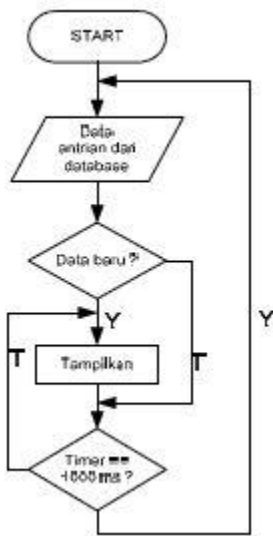 START
Data
antrian dari
database
Data baru ?
Y
Y
T
Tampilkan
T
Timer ==
ms ?